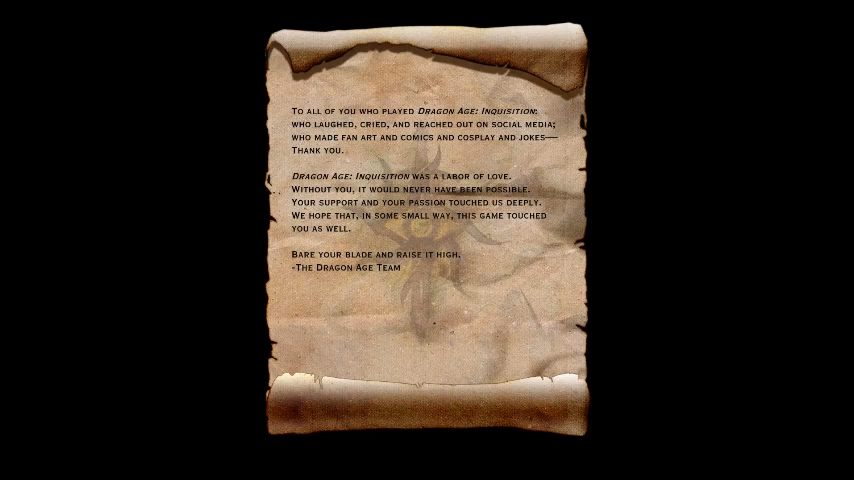 To all of you who played Dragon Age: Inquisition:
who laughed, cried, and reached out on social media;
who made fan art and comics and cosplay and jokes—
Thank you.
Dragon Age: Inquisition was a labor of love.
Without you, it would never have been possible.
Your support and your passion touched us deeply.
We hope that, in some small way, this game touched
you as well.
Bare your blade and raise it high.
-The Dragon Age Team